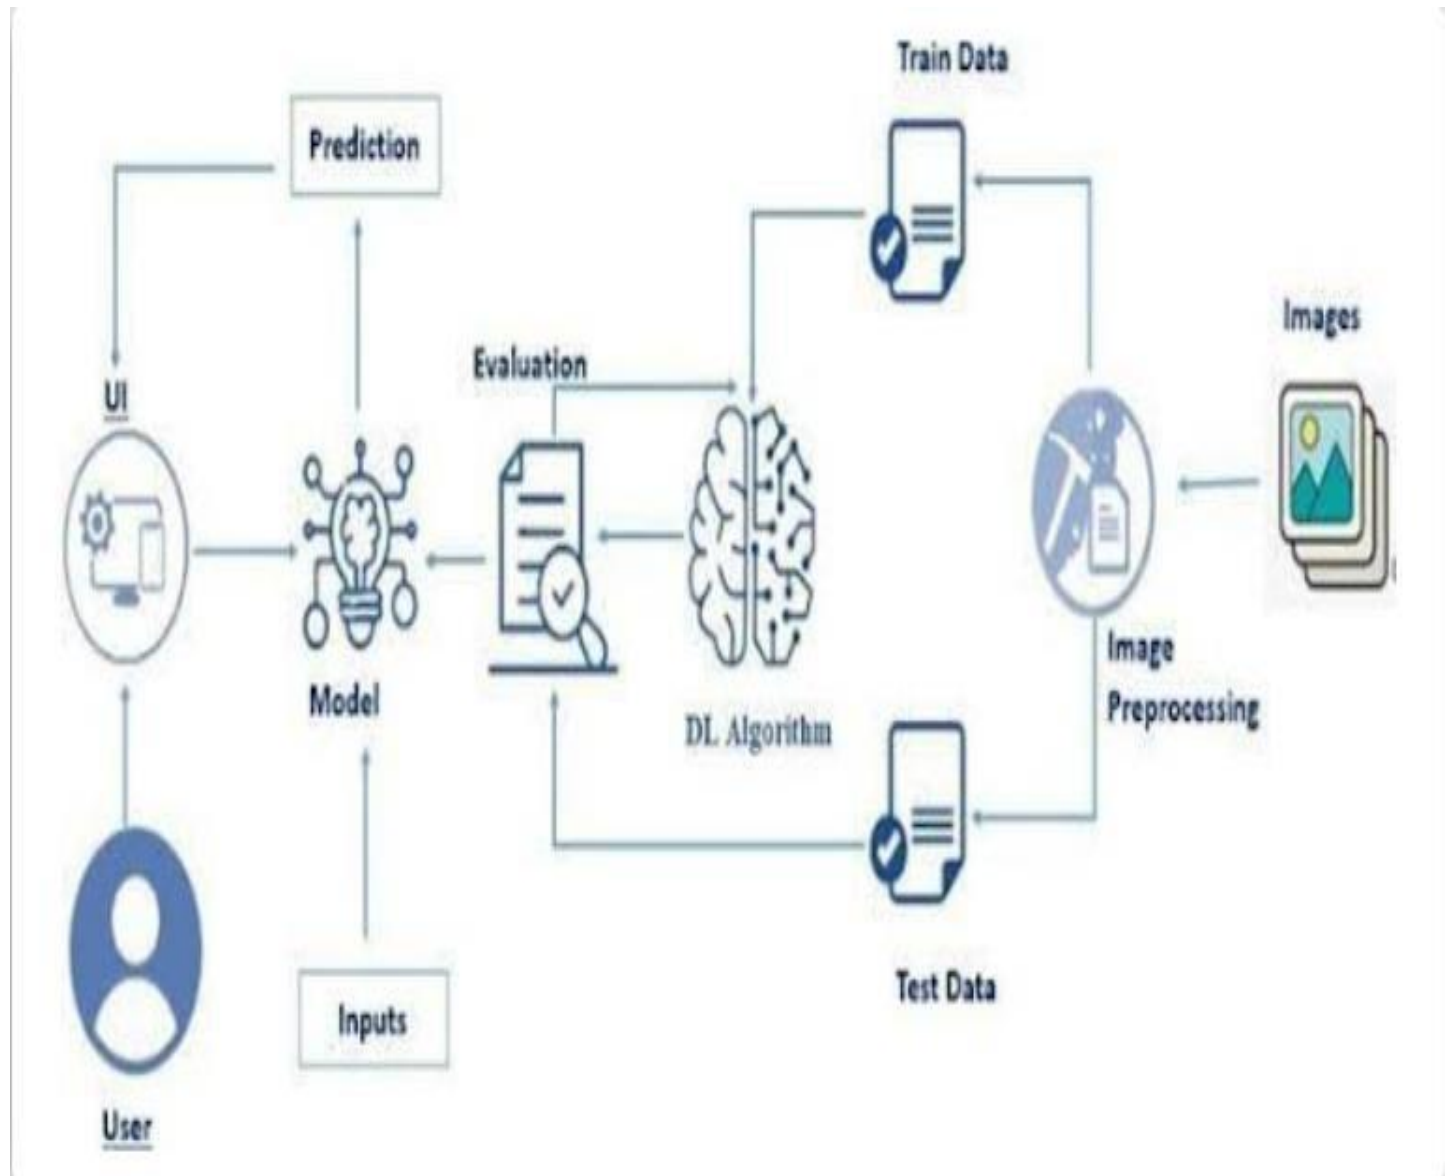 Train Data
Prediction
Images
Evaluation
UI
Image
Preprocessing
Model
DL Algorithm
Test Data
Inputs
User